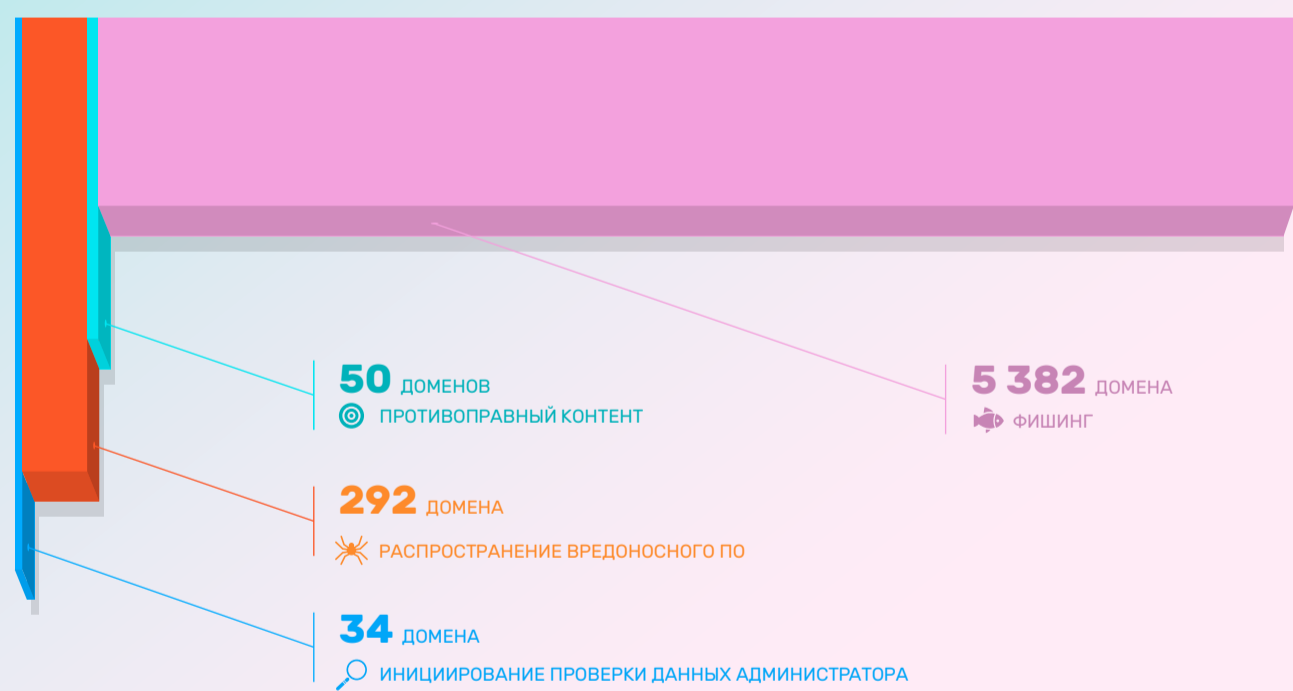 50 ДОМЕНОВ
ПРОТИВОПРАВНЫЙ КОНТЕНТ
5 382 ДОМЕНА
ФИШИНГ
292 ДОМЕНА
РАСПРОСТРАНЕНИЕ ВРЕДОНОСНОГО ПО
34 ДОМЕНА
ИНИЦИИРОВАНИЕ ПРОВЕРКИ ДАННЫХ АДМИНИСТРАТОРА